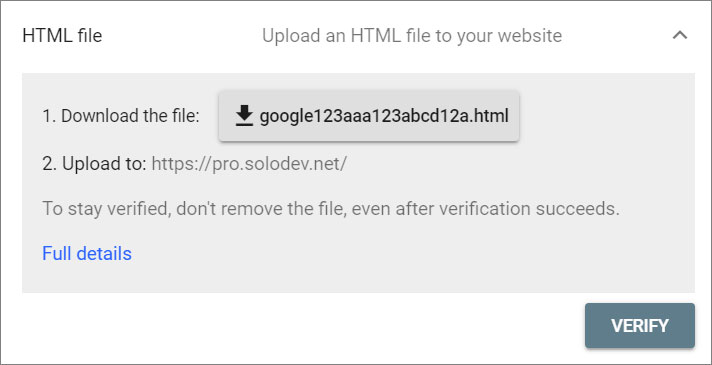 HTML file Upload an HTML file to your website
1. Download the file: google123aaa123abcd12a.html
2. Upload to: https://pro.solodev.net/
To stay verified, don't remove the file, even after verification succeeds.
Full details
VERIFY